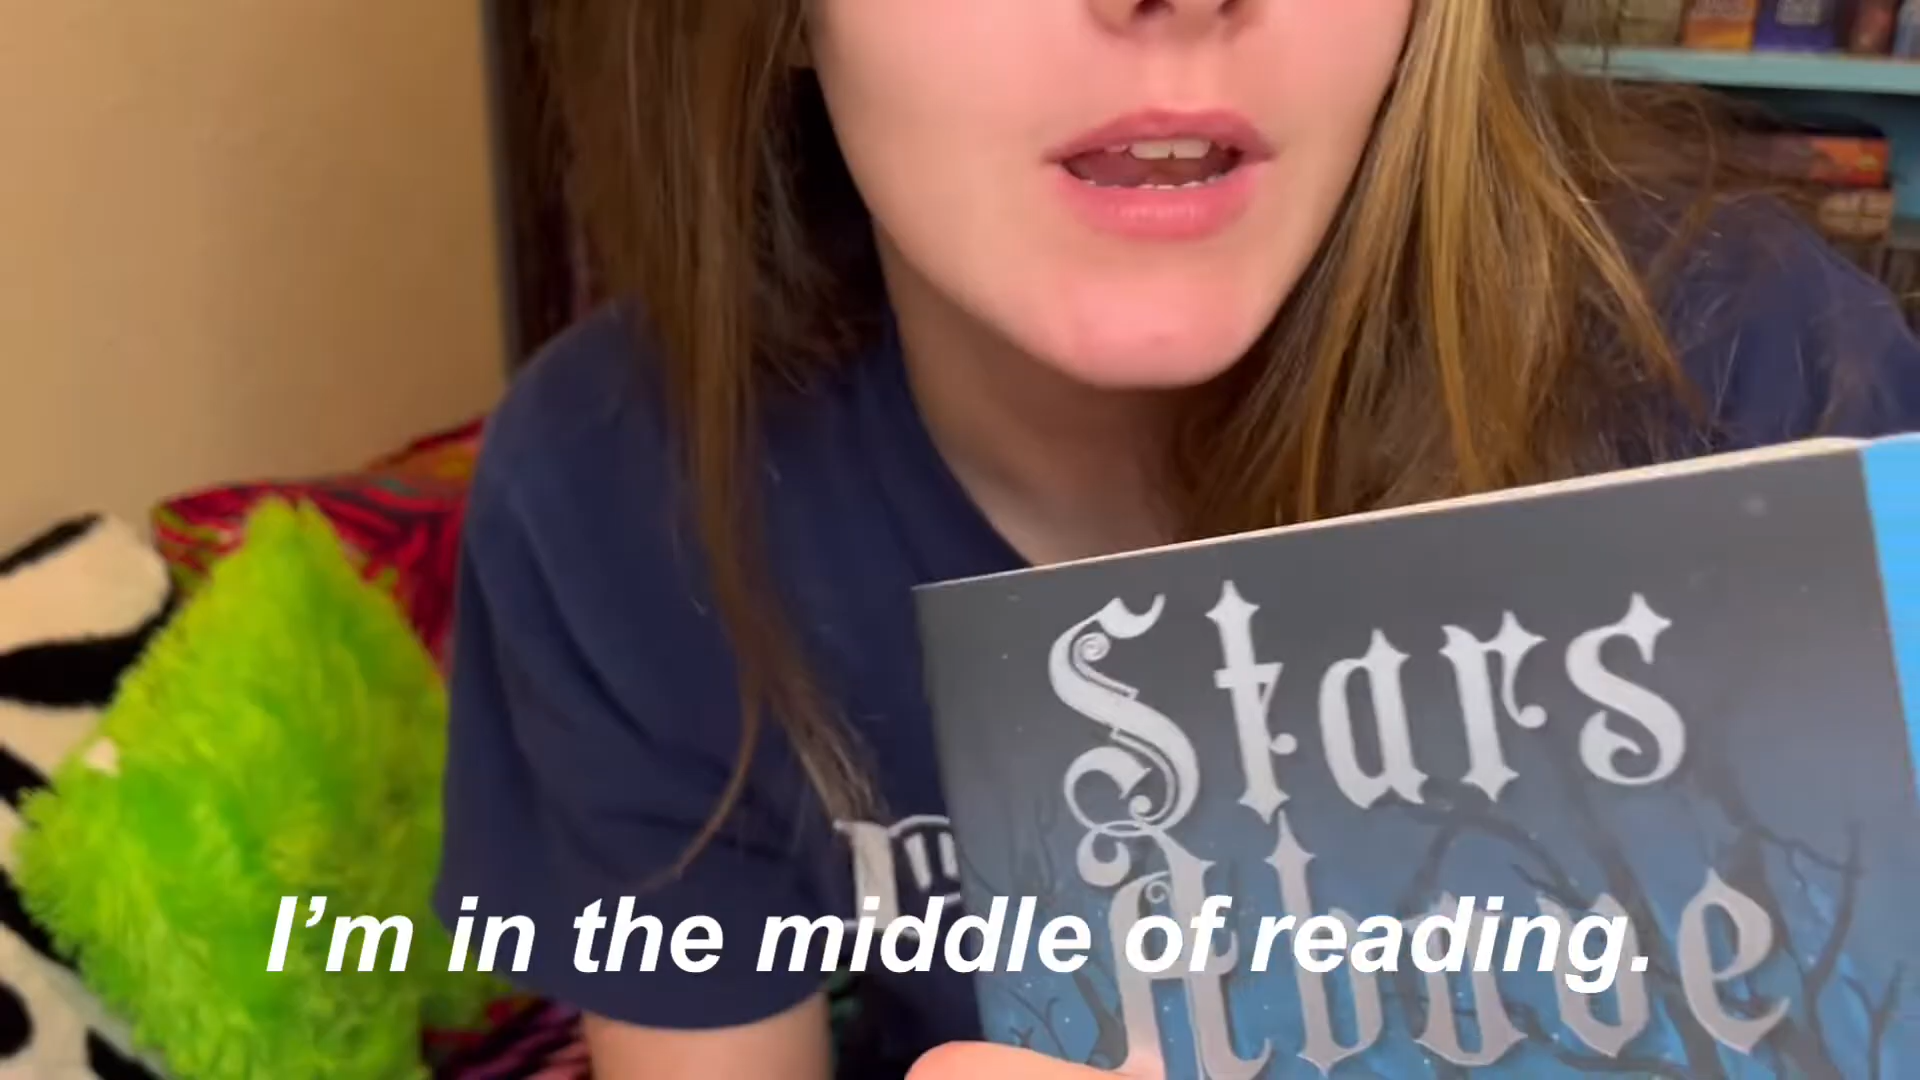 Stars
Above
I'm in the middle of reading.